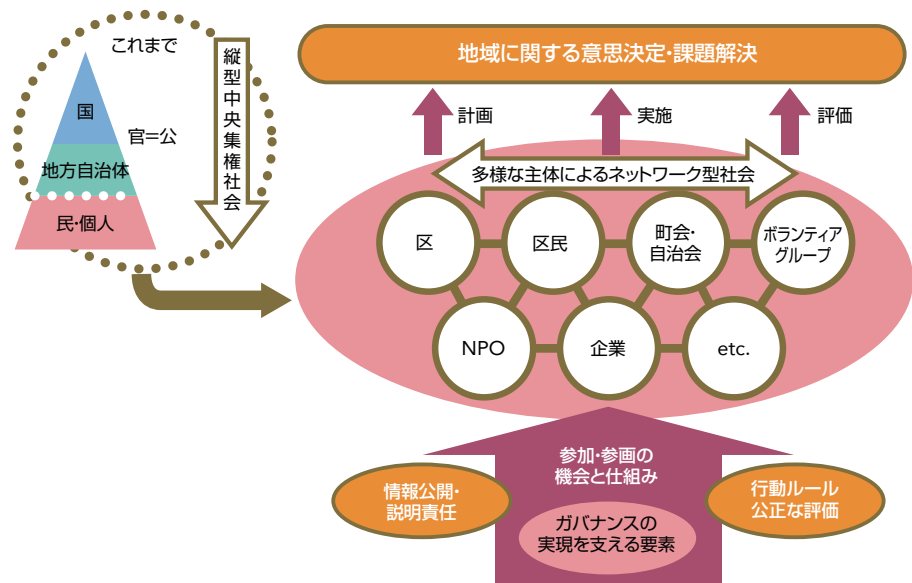 これまで
縦型中央集権社会
国
官=公
地方自治体
民・個人
地域に関する意思決定・課題解決
計画
実施
評価
多様な主体によるネットワーク型社会
区
区民
町会・
自治会
ボランティア
グループ
NPO
企業
etc.
参加・参画の
機会と仕組み
情報公開・
説明責任
行動ルール
公正な評価
ガバナンスの
実現を支える要素